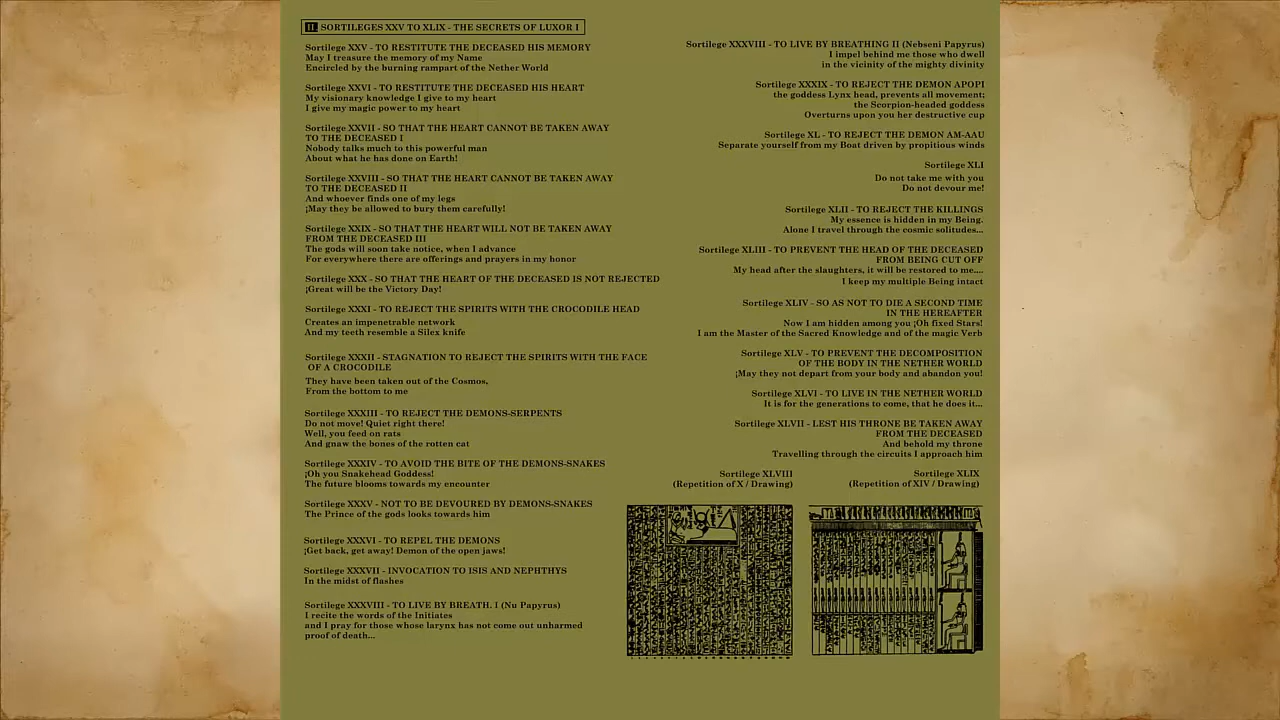 II SORTILEGES XXV TO XLIX - THE SECRETS OF LUXOR I
Sortilege XXV - TO RESTITUTE THE DECEASED HIS MEMORY
May I treasure the memory of my Name
Encircled by the burning rampart of the Nether World
Sortilege XXVI - TO RESTITUTE THE DECEASED HIS HEART
My visionary knowledge I give to my heart
I give my magic power to my heart
Sortilege XXVII - SO THAT THE HEART CANNOT BE TAKEN AWAY
TO THE DECEASED I
Nobody talks much to this powerful man
About what he has done on Earth!
Sortilege XXVIII - SO THAT THE HEART CANNOT BE TAKEN AWAY
TO THE DECEASED II
And whoever finds one of my legs
¡May they be allowed to bury them carefully!
Sortilege XXIX - SO THAT THE HEART WILL NOT BE TAKEN AWAY
FROM THE DECEASED III
The gods will soon take notice, when I advance
For everywhere there are offerings and prayers in my honor
Sortilege XXX - SO THAT THE HEART OF THE DECEASED IS NOT REJECTED
¡Great will be the Victory Day!
Sortilege XXXI - TO REJECT THE SPIRITS WITH THE CROCODILE HEAD
Creates an impenetrable network
And my teeth resemble a Silex knife
Sortilege XXXII - STAGNATION TO REJECT THE SPIRITS WITH THE FACE
OF A CROCODILE
They have been taken out of the Cosmos,
From the bottom to me
Sortilege XXXIII - TO REJECT THE DEMONS-SERPENTS
Do not move! Quiet right there!
Well, you feed on rats
And gnaw the bones of the rotten cat
Sortilege XXXIV - TO AVOID THE BITE OF THE DEMONS-SNAKES
¡Oh you Snakehead Goddess!
The future blooms towards my encounter
Sortilege XXXV - NOT TO BE DEVOURED BY DEMONS-SNAKES
The Prince of the gods looks towards him
Sortilege XXXVI - TO REPEL THE DEMONS
¡Get back, get away! Demon of the open jaws!
Sortilege XXXVII - INVOCATION TO ISIS AND NEPHTHYS
In the midst of flashes
Sortilege XXXVIII - TO LIVE BY BREATH. I (Nu Papyrus)
I recite the words of the Initiates
and I pray for those whose larynx has not come out unharmed
proof of death...
Sortilege XXXVIII - TO LIVE BY BREATHING II (Nebseni Papyrus)
I impel behind me those who dwell
in the vicinity of the mighty divinity
Sortilege XXXIX - TO REJECT THE DEMON APOPI
the goddess Lynx head, prevents all movement;
the Scorpion-headed goddess
Overturns upon you her destructive cup
Sortilege XL - TO REJECT THE DEMON AM-AAU
Separate yourself from my Boat driven by propitious winds
Sortilege XLI
Do not take me with you
Do not devour me!
Sortilege XLII - TO REJECT THE KILLINGS
My essence is hidden in my Being.
Alone I travel through the cosmic solitudes...
Sortilege XLIII - TO PREVENT THE HEAD OF THE DECEASED
FROM BEING CUT OFF
My head after the slaughters, it will be restored to me....
I keep my multiple Being intact
Sortilege XLIV - SO AS NOT TO DIE A SECOND TIME
IN THE HEREAFTER
Now I am hidden among you ¡Oh fixed Stars!
I am the Master of the Sacred Knowledge and of the magic Verb
Sortilege XLV - TO PREVENT THE DECOMPOSITION
OF THE BODY IN THE NETHER WORLD
¡May they not depart from your body and abandon you!
Sortilege XLVI - TO LIVE IN THE NETHER WORLD
It is for the generations to come, that he does it...
Sortilege XLVII - LEST HIS THRONE BE TAKEN AWAY
FROM THE DECEASED
And behold my throne
Travelling through the circuits I approach him
Sortilege XLVIII
(Repetition of X / Drawing)
Sortilege XLIX
(Repetition of XIV / Drawing)